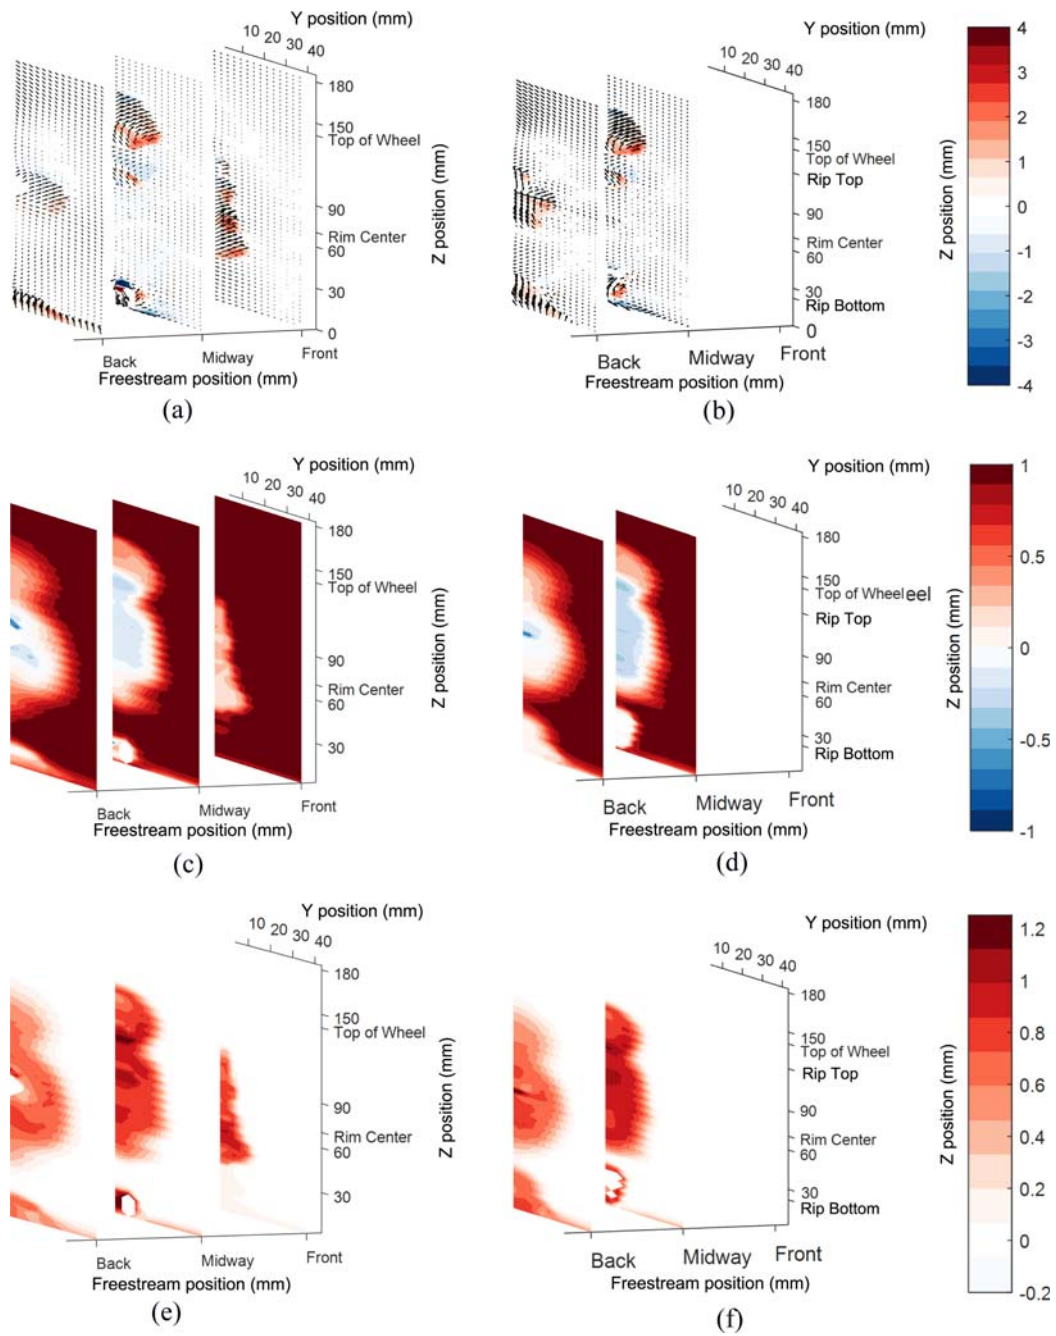 Y position (mm)
10 20 30 40
180
150
Top of Wheel
90
Rim Center
60
30
0
Z position (mm)
Back
Midway
Front
Freestream position (mm)
(a)
Y position (mm)
10 20 30 40
180
150
Top of Wheel
Rip Top
90
Rim Center
60
30
Rip Bottom
0
Z position (mm)
Back
Midway
Front
Freestream position (mm)
(b)
4
3
2
1
0
-1
-2
-3
-4
Y position (mm)
10 20 30 40
180
150
Top of Wheel
90
Rim Center
60
30
Z position (mm)
Back
Midway
Front
Freestream position (mm)
(c)
Y position (mm)
10 20 30 40
180
150
Top of Wheeleel
Rip Top
90
Rim Center
60
30
Rip Bottom
Z position (mm)
Back
Midway
Front
Freestream position (mm)
(d)
1
0.5
0
-0.5
-1
Y position (mm)
10 20 30 40
180
150
Top of Wheel
90
Rim Center
60
30
Z position (mm)
Back
Midway
Front
Freestream position (mm)
(e)
Y position (mm)
10 20 30 40
180
150
Top of Wheel
Rip Top
90
Rim Center
60
30
Rip Bottom
Z position (mm)
Back
Midway
Front
Freestream position (mm)
(f)
1.2
1
0.8
0.6
0.4
0.2
0
-0.2